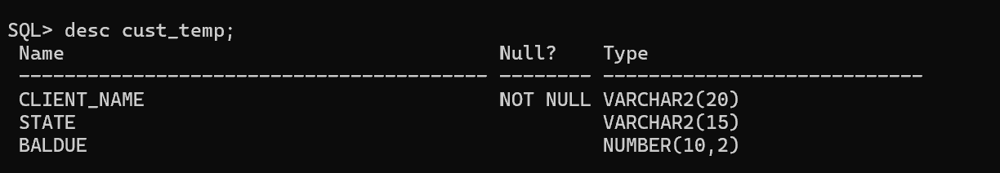 SQL> desc cust_temp;
 Name                                      Null?    Type
 ----------------------------------------- -------- ----------------------------
 CLIENT_NAME                               NOT NULL VARCHAR2(20)
 STATE                                              VARCHAR2(15)
 BALDUE                                             NUMBER(10,2)